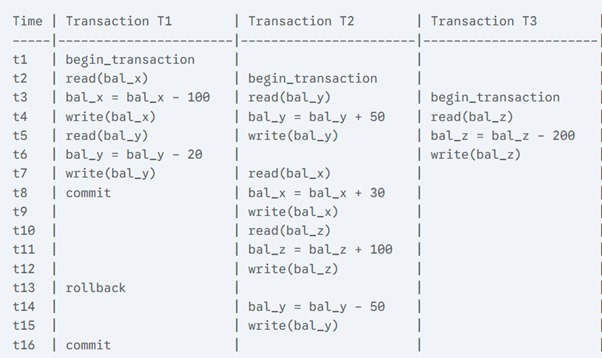 Time | Transaction T1 | Transaction T2 | Transaction T3 |
-----|----------------------|----------------------|----------------------|
t1 | begin_transaction | | |
t2 | read(bal_x) | begin_transaction | |
t3 | bal_x = bal_x − 100 | read(bal_y) | begin_transaction |
t4 | write(bal_x) | bal_y = bal_y + 50 | read(bal_z) |
t5 | read(bal_y) | write(bal_y) | bal_z = bal_z − 200 |
t6 | bal_y = bal_y − 20 | | write(bal_z) |
t7 | write(bal_y) | read(bal_x) | |
t8 | commit | bal_x = bal_x + 30 | |
t9 | | write(bal_x) | |
t10 | | read(bal_z) | |
t11 | | bal_z = bal_z + 100 | |
t12 | | write(bal_z) | |
t13 | rollback | | |
t14 | | bal_y = bal_y − 50 | |
t15 | | write(bal_y) | |
t16 | commit | | |